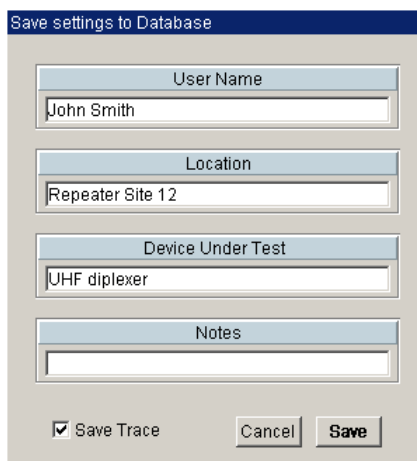 Save settings to Database
User Name
John Smith
Location
Repeater Site 12
Device Under Test
UHF diplexer
Notes
Save Trace Cancel Save